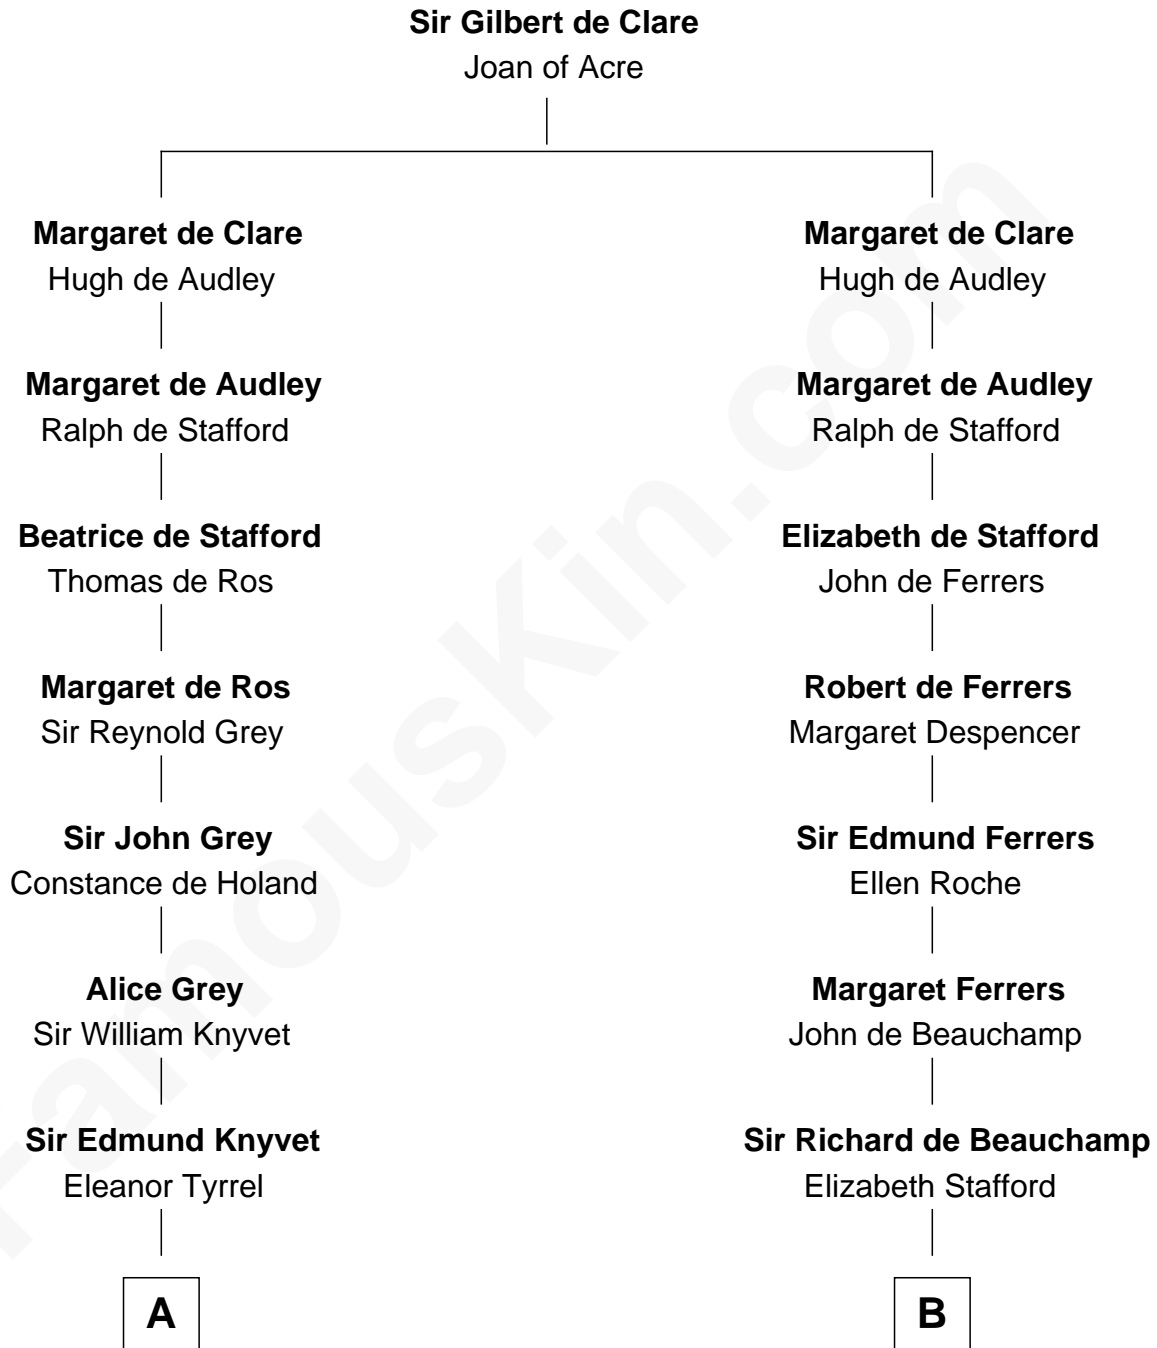 Sir Gilbert de Clare
Joan of Acre
Margaret de Clare
Hugh de Audley
Margaret de Clare
Hugh de Audley
Margaret de Audley
Ralph de Stafford
Margaret de Audley
Ralph de Stafford
Beatrice de Stafford
Thomas de Ros
Elizabeth de Stafford
John de Ferrers
Margaret de Ros
Sir Reynold Grey
Robert de Ferrers
Margaret Despencer
Sir John Grey
Constance de Holand
Sir Edmund Ferrers
Ellen Roche
Alice Grey
Sir William Knyvet
Margaret Ferrers
John de Beauchamp
Sir Edmund Knyvet
Eleanor Tyrrel
Sir Richard de Beauchamp
Elizabeth Stafford
A
B
FamousKin.com